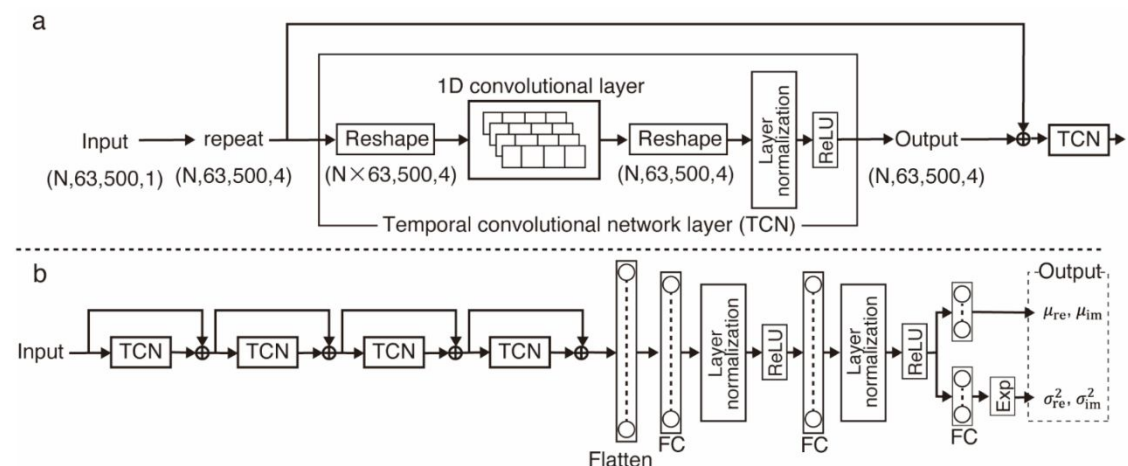 a
1D convolutional layer
Input
repeat
Reshape
Reshape
Layer
normalization
ReLU
Output
TCN
(N,63,500,1)
(N,63,500,4)
(N×63,500,4)
(N,63,500,4)
(N,63,500,4)
Temporal convolutional network layer (TCN)
b
Input
TCN
TCN
TCN
TCN
Flatten
FC
Layer
normalization
ReLU
FC
Layer
normalization
ReLU
FC
Exp
Output
μre, μim
σ²re, σ²im